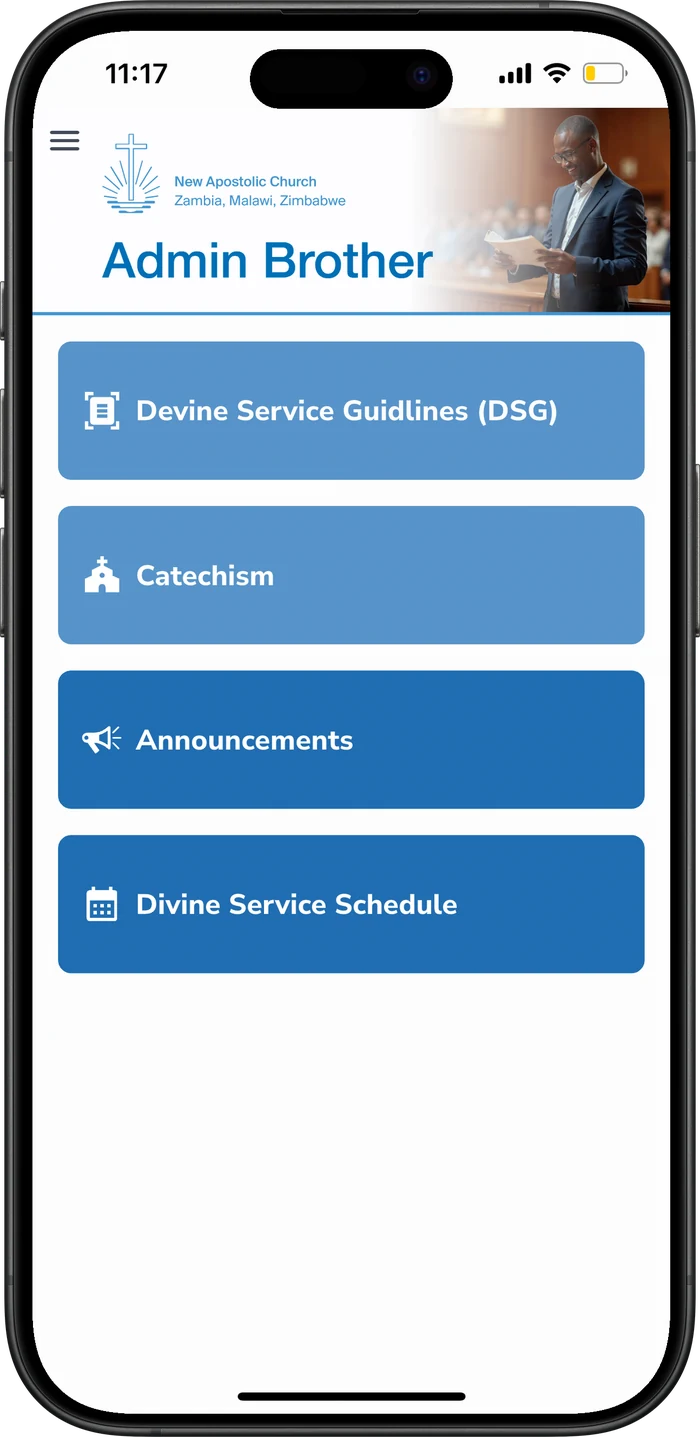 11:17
New Apostolic Church
Zambia, Malawi, Zimbabwe
Admin Brother
Devine Service Guidlines (DSG)
Catechism
Announcements
Divine Service Schedule